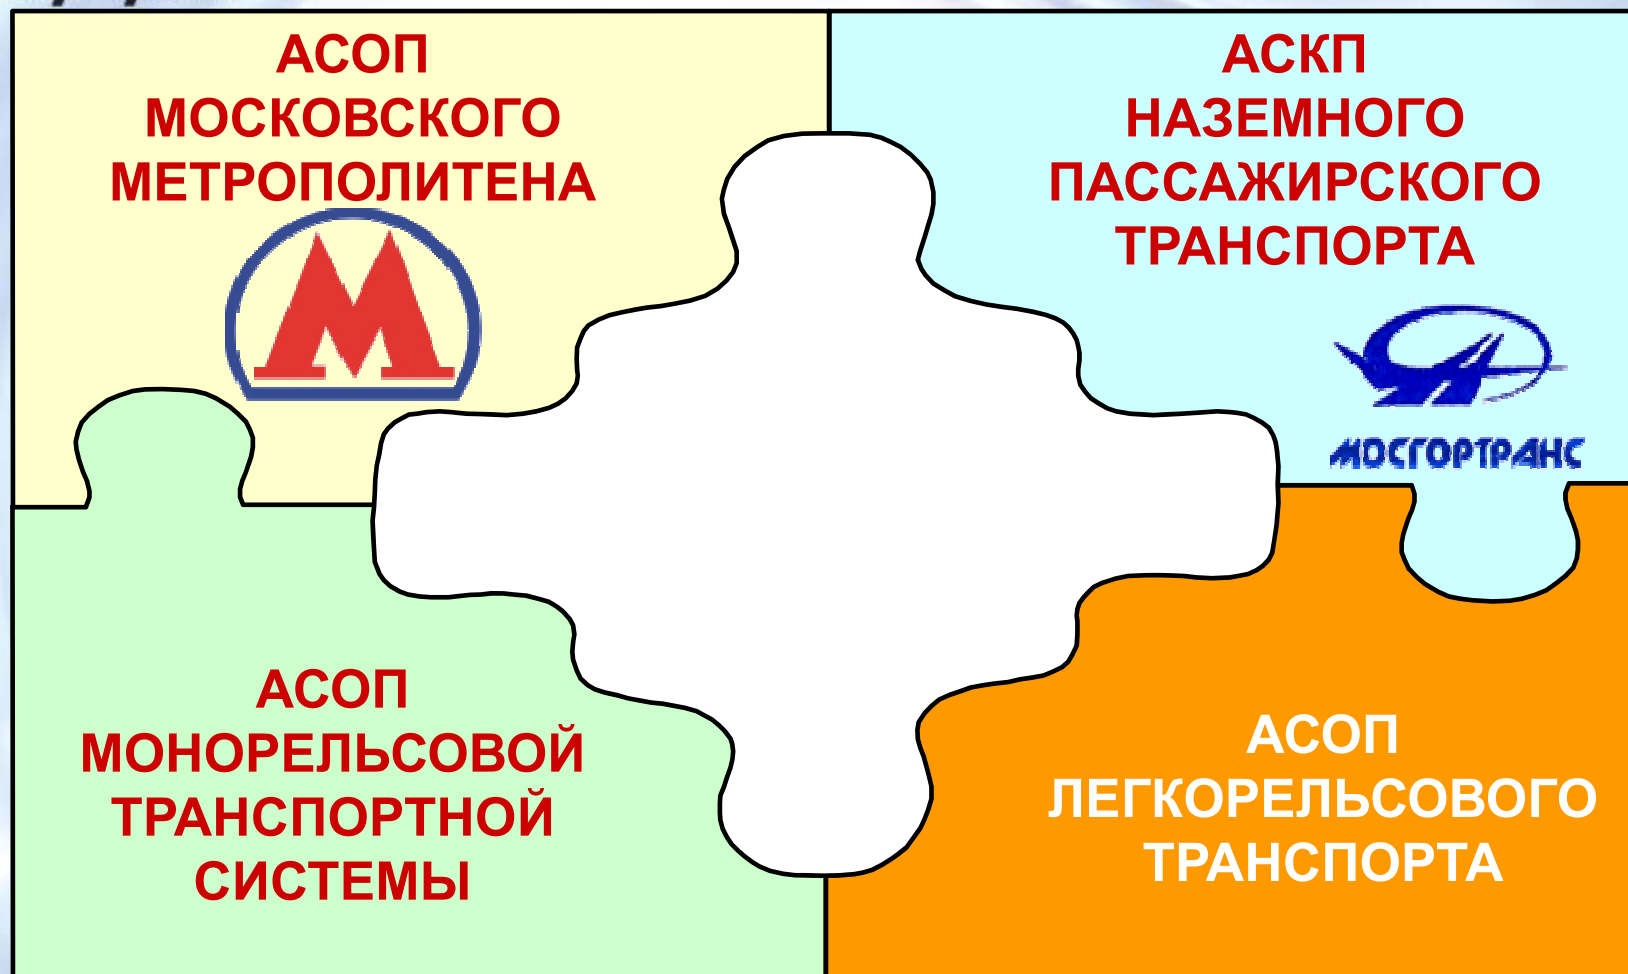 АСОП
МОСКОВСКОГО
МЕТРОПОЛИТЕНА
АСКП
НАЗЕМНОГО
ПАССАЖИРСКОГО
ТРАНСПОРТА
МОСГОРТРАНС
АСОП
МОНОРЕЛЬСОВОЙ
ТРАНСПОРТНОЙ
СИСТЕМЫ
АСОП
ЛЕГКОРЕЛЬСОВОГО
ТРАНСПОРТА